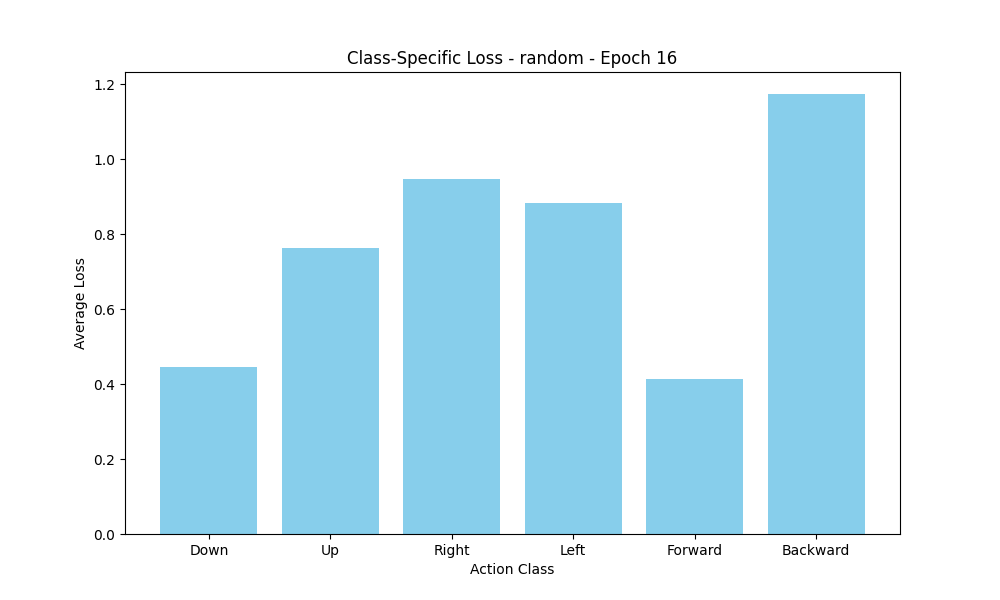 Class-Specific Loss - random - Epoch 16
Average Loss
1.2
1.0
0.8
0.6
0.4
0.2
0.0
Down Up Right Left Forward Backward
Action Class